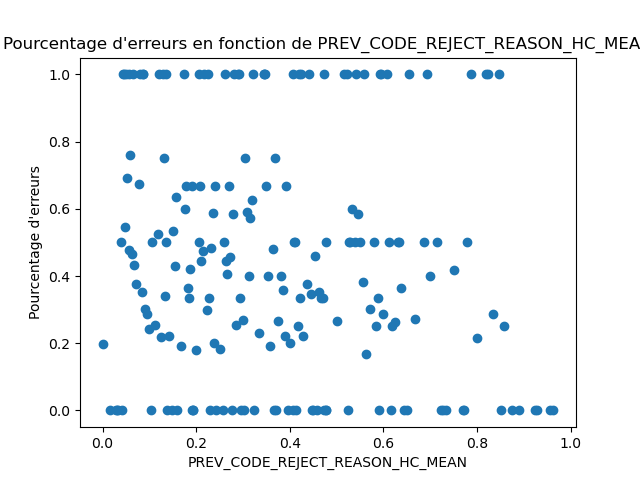 Pourcentage d'erreurs en fonction de PREV_CODE_REJECT_REASON_HC_MEA
1.0
0.8
0.6
0.4
0.2
0.0
Pourcentage d'erreurs
0.0 0.2 0.4 0.6 0.8 1.0
PREV_CODE_REJECT_REASON_HC_MEAN